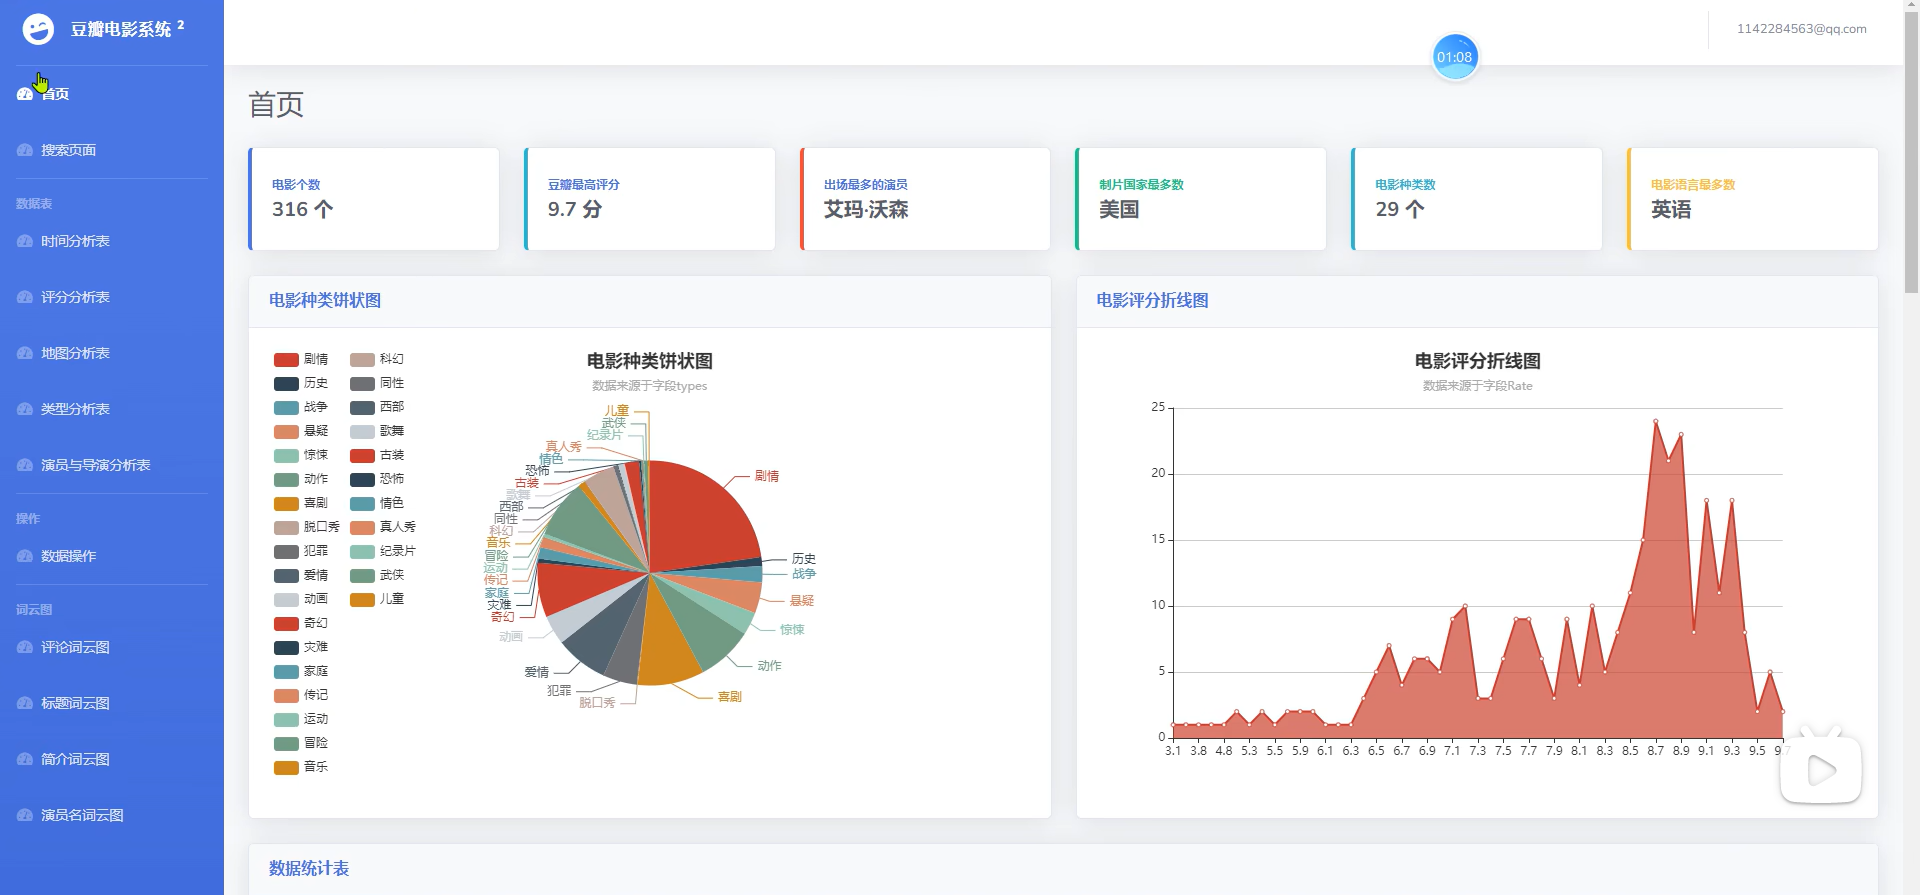 豆瓣电影系统 2
1142284563@qq.com
01:08
首页
搜索页面
数据表
时间分析表
评分分析表
地图分析表
类型分析表
演员与导演分析表
操作
数据操作
词云图
评论词云图
标题词云图
简介词云图
演员名词云图
首页
电影个数
316 个
豆瓣最高评分
9.7 分
出场最多的演员
艾玛·沃森
制片国家最多数
美国
电影种类数
29 个
电影语言最多数
英语
电影种类饼状图
剧情
历史
战争
悬疑
惊悚
动作
喜剧
脱口秀
犯罪
爱情
动画
奇幻
灾难
家庭
传记
运动
冒险
音乐
科幻
同性
西部
歌舞
古装
恐怖
情色
真人秀
纪录片
武侠
儿童
电影种类饼状图
数据来源于字段types
儿童
武侠
纪录片
真人秀
情色
恐怖
古装
歌舞
西部
同性
科幻
音乐
冒险
运动
传记
家庭
灾难
奇幻
动画
爱情
犯罪
脱口秀
剧情
历史
战争
悬疑
惊悚
动作
喜剧
电影评分折线图
电影评分折线图
数据来源于字段Rate
25
20
15
10
5
0
3.1 3.8 4.8 5.3 5.5 5.9 6.1 6.3 6.5 6.7 6.9 7.1 7.3 7.5 7.7 7.9 8.1 8.3 8.5 8.7 8.9 9.1 9.3 9.5 9.7
数据统计表